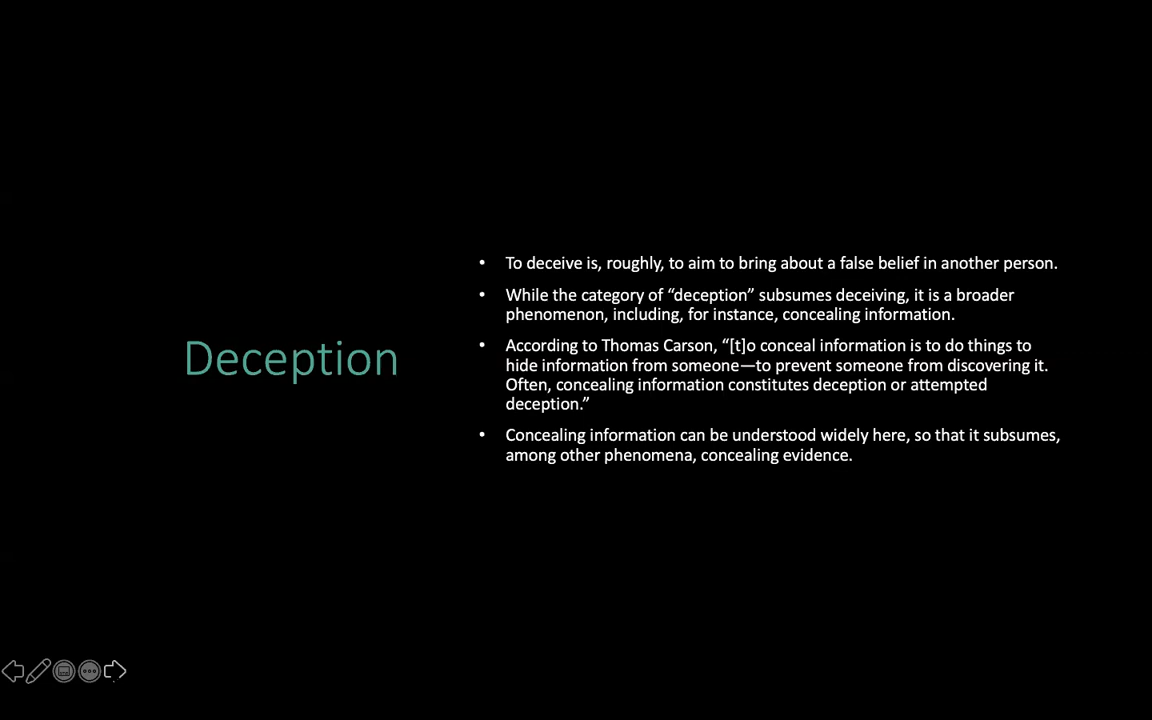 Deception
• To deceive is, roughly, to aim to bring about a false belief in another person.
• While the category of “deception” subsumes deceiving, it is a broader
phenomenon, including, for instance, concealing information.
• According to Thomas Carson, “[t]o conceal information is to do things to
hide information from someone—to prevent someone from discovering it.
Often, concealing information constitutes deception or attempted
deception.”
• Concealing information can be understood widely here, so that it subsumes,
among other phenomena, concealing evidence.